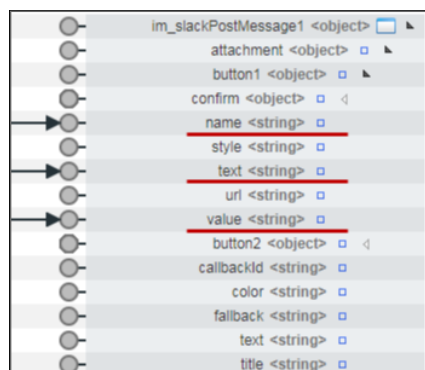 im_slackPostMessage1 <object>
attachment <object>
button1 <object>
confirm <object>
name <string>
style <string>
text <string>
url <string>
value <string>
button2 <object>
callbackId <string>
color <string>
fallback <string>
text <string>
title <string>